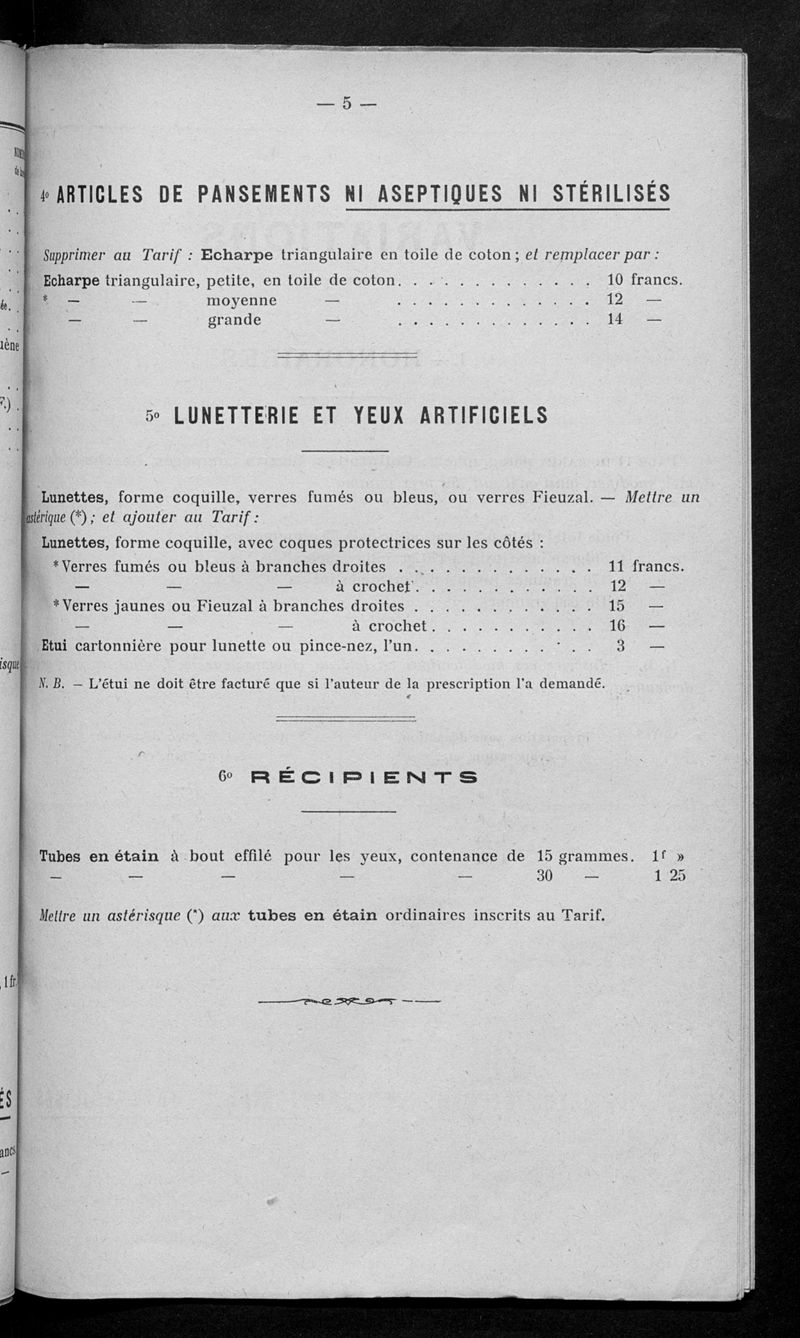 — 5 —
4° ARTICLES DE PANSEMENTS NI ASEPTIQUES NI STÉRILISÉS
Supprimer au Tarif : Echarpe triangulaire en toile de coton ; et remplacer par :
Echarpe triangulaire, petite, en toile de coton. . . . . . . . . . . . . 10 francs.
* — — moyenne — . . . . . . . . . . . . . 12 —
— — grande — . . . . . . . . . . . . . 14 —
5° LUNETTERIE ET YEUX ARTIFICIELS
Lunettes, forme coquille, verres fumés ou bleus, ou verres Fieuzal. — Mettre un
astérique (*) ; et ajouter au Tarif :
Lunettes, forme coquille, avec coques protectrices sur les côtés :
* Verres fumés ou bleus à branches droites . . . . . . . . . . . . . 11 francs.
— — — à crochet . . . . . . . . . . . . 12 —
* Verres jaunes ou Fieuzal à branches droites . . . . . . . . . . . . 15 —
— — — à crochet . . . . . . . . . . . 16 —
Etui cartonnière pour lunette ou pince-nez, l'un. . . . . . . . . . . . 3 —
N. B. — L'étui ne doit être facturé que si l'auteur de la prescription l'a demandé.
6° RÉCIPIENTS
Tubes en étain à bout effilé pour les yeux, contenance de 15 grammes. 1f »
— — — — — 30 — 1 25
Mettre un astérisque (*) aux tubes en étain ordinaires inscrits au Tarif.